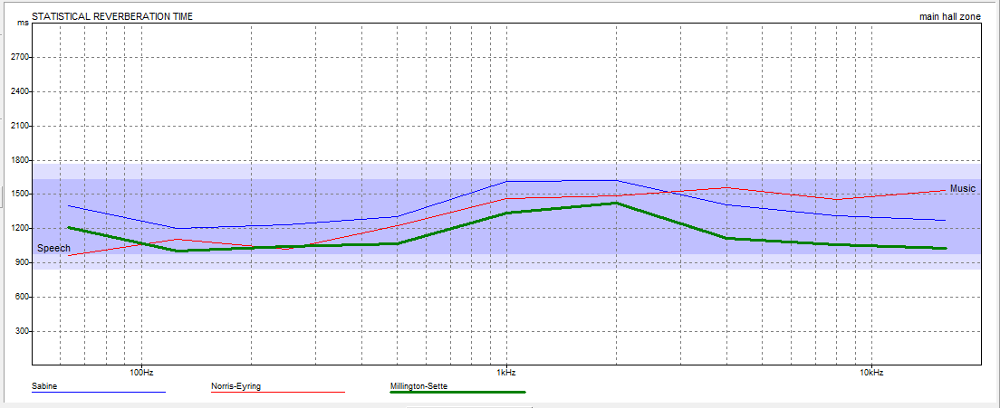 STATISTICAL REVERBERATION TIME
main hall zone
ms
2700
2400
2100
1800
1500
Music
1200
Speech
900
600
300
100Hz 1kHz 10kHz
Sabine Norris-Eyring Millington-Sette